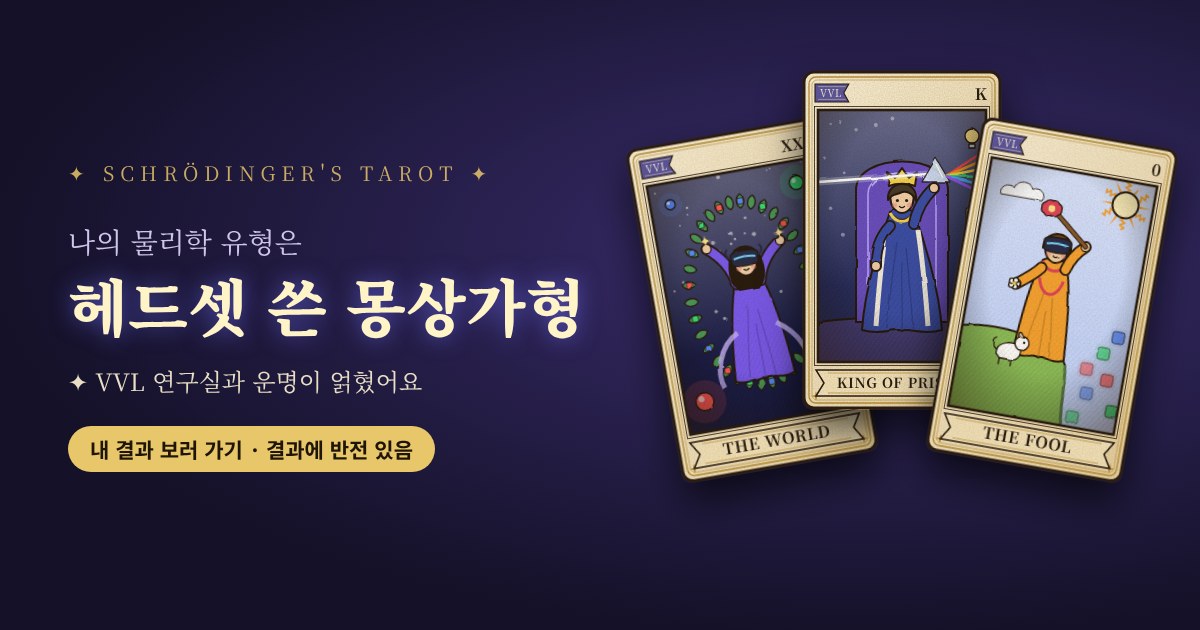 ✦ SCHRÖDINGER'S TAROT ✦
나의 물리학 유형은
헤드셋 쓴 몽상가형
✦ VVL 연구실과 운명이 얽혔어요
내 결과 보러 가기 · 결과에 반전 있음
VVL
THE WORLD
VVL K
KING OF
VVL 0
THE FOOL